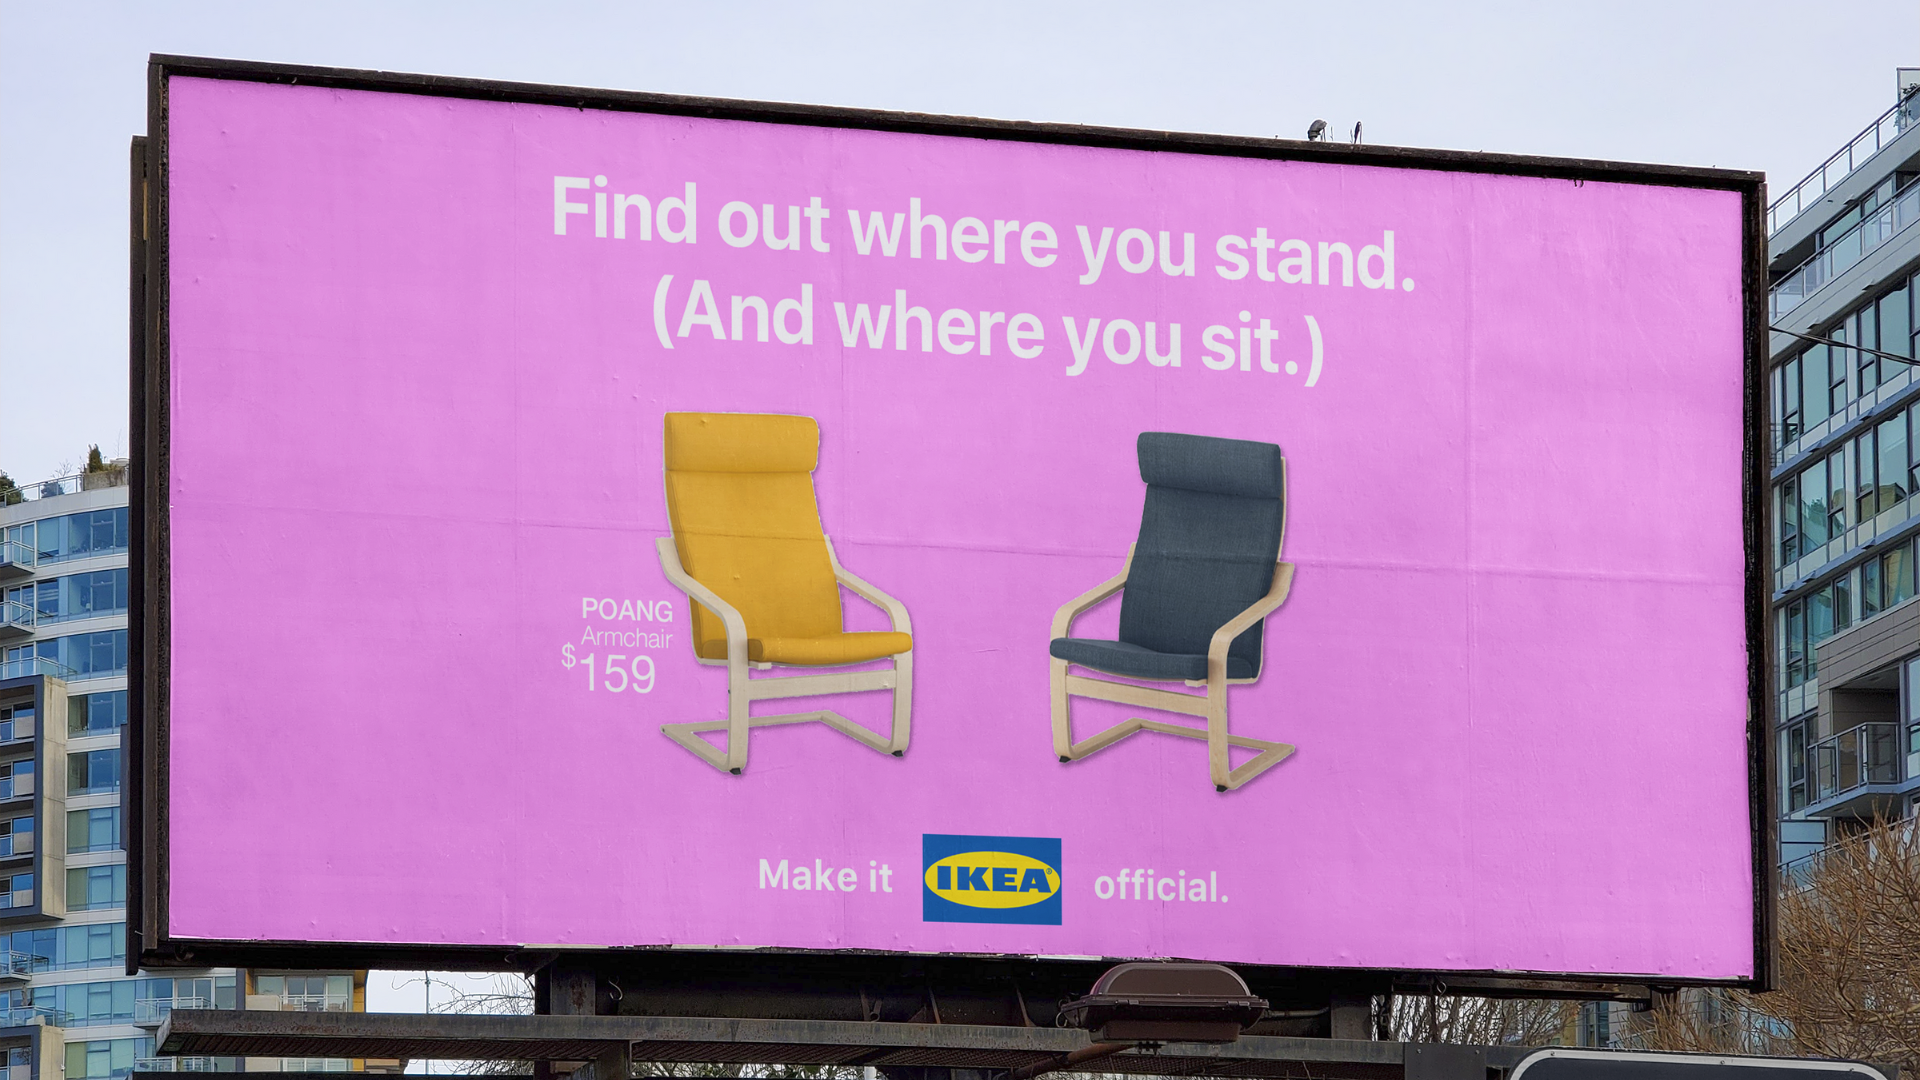 Find out where you stand.
(And where you sit.)
POANG
Armchair
$159
Make it IKEA official.